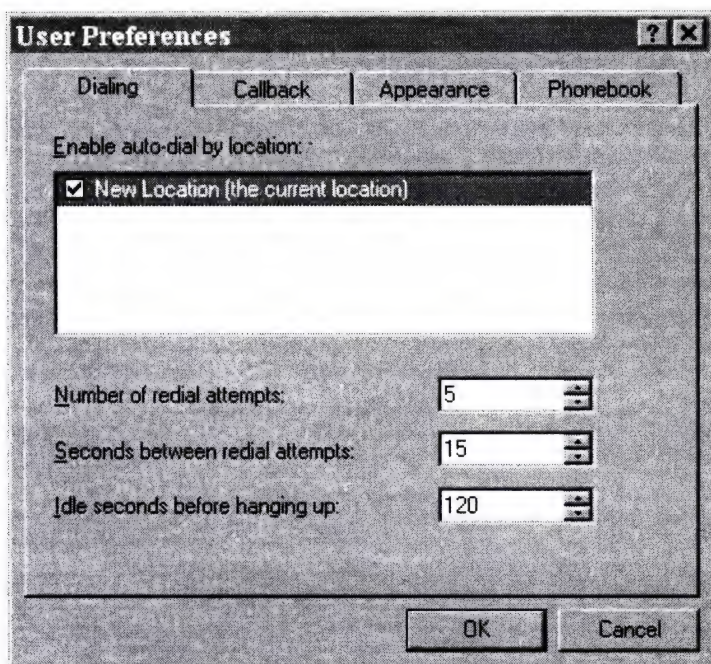 User Preferences
Dialing Callback Appearance Phonebook
Enable auto-dial by location:
New Location (the current location)
Number of redial attempts: 5
Seconds between redial attempts: 15
Idle seconds before hanging up: 120
OK Cancel